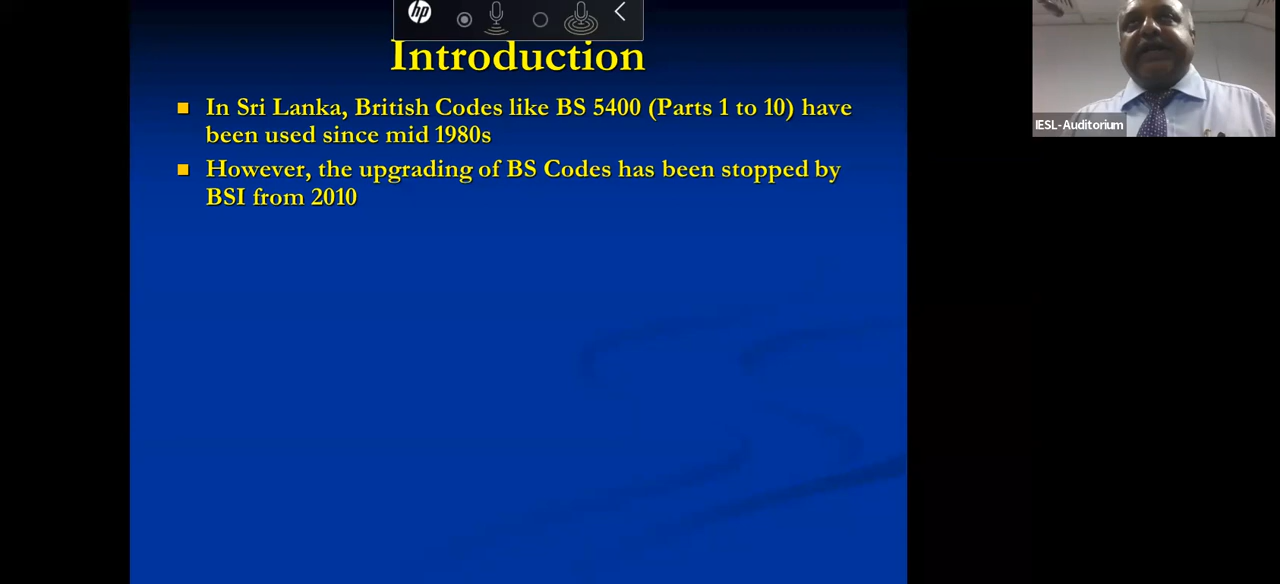 hp
Introduction
In Sri Lanka, British Codes like BS 5400 (Parts 1 to 10) have
been used since mid 1980s
However, the upgrading of BS Codes has been stopped by
BSI from 2010
IESL-Auditorium